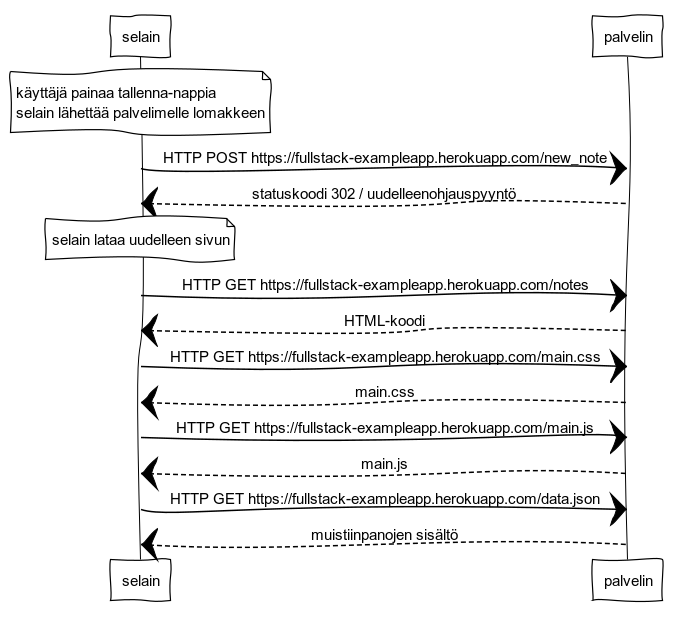 selain
palvelin
käyttäjä painaa tallenna-nappia
selain lähettää palvelimelle lomakkeen
HTTP POST https://fullstack-exampleapp.herokuapp.com/new_note
statuskoodi 302 / uudelleenohjauspyyntö
selain lataa uudelleen sivun
HTTP GET https://fullstack-exampleapp.herokuapp.com/notes
HTML-koodi
HTTP GET https://fullstack-exampleapp.herokuapp.com/main.css
main.css
HTTP GET https://fullstack-exampleapp.herokuapp.com/main.js
main.js
HTTP GET https://fullstack-exampleapp.herokuapp.com/data.json
muistiinpanojen sisältö
selain
palvelin